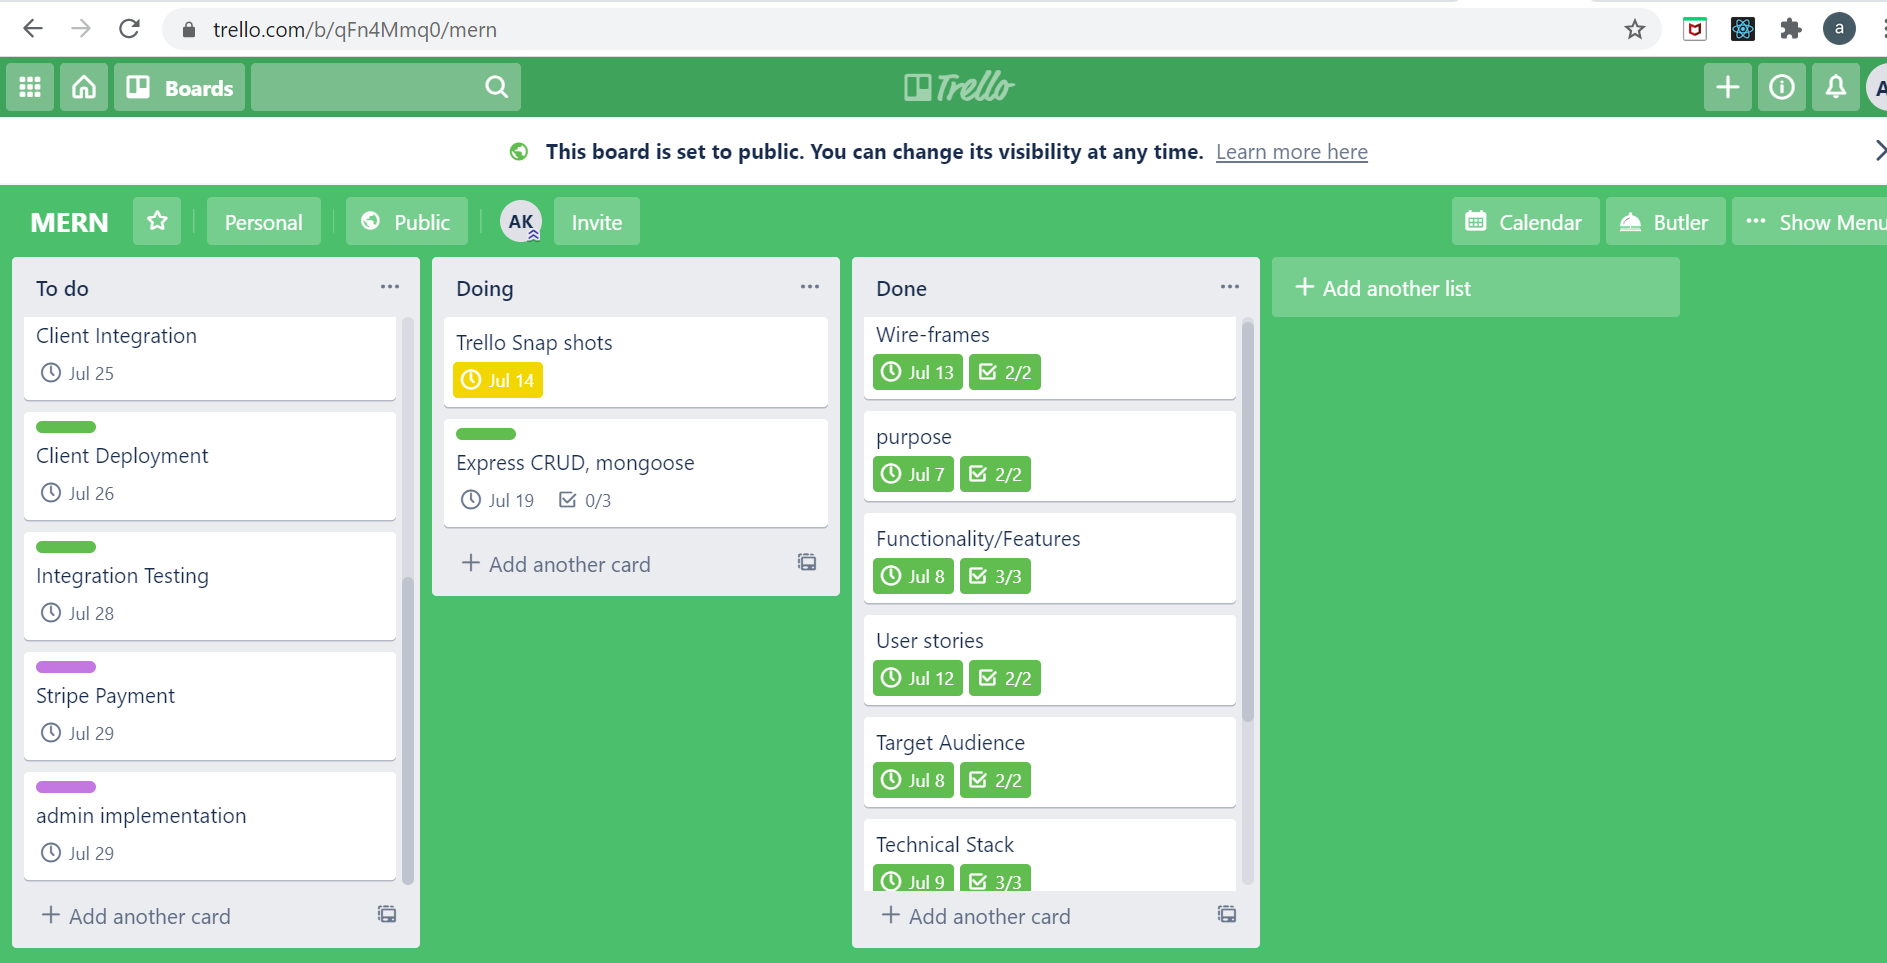 trello.com/b/qFn4Mmq0/mern
a
Boards
Trello
A
This board is set to public. You can change its visibility at any time. Learn more here
MERN
Personal
Public
AK
Invite
Calendar
Butler
Show Menu
To do
Client Integration
Jul 25
Client Deployment
Jul 26
Integration Testing
Jul 28
Stripe Payment
Jul 29
admin implementation
Jul 29
+ Add another card
Doing
Trello Snap shots
Jul 14
Express CRUD, mongoose
Jul 19 0/3
+ Add another card
Done
Wire-frames
Jul 13 2/2
purpose
Jul 7 2/2
Functionality/Features
Jul 8 3/3
User stories
Jul 12 2/2
Target Audience
Jul 8 2/2
Technical Stack
Jul 9 3/3
+ Add another card
+ Add another list